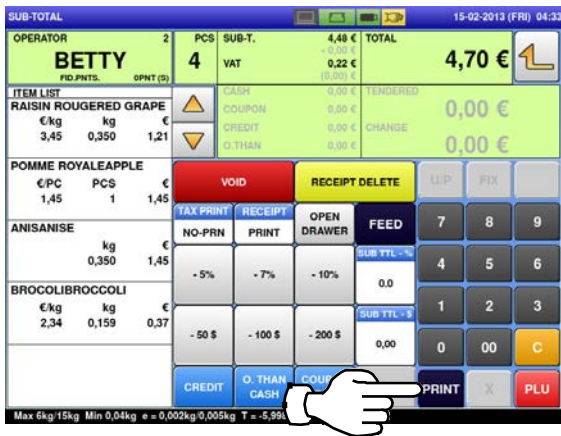 SUB-TOTAL 15-02-2013 (FRI) 04:33
OPERATOR 2
BETTY
FID.PNTS. 0PNT (S)
PCS
4
SUB-T. 4,48 €
- 0,00 €
VAT 0,22 €
(0,00) €
TOTAL
4,70 €
ITEM LIST
RAISIN ROUGERED GRAPE
€/kg kg €
3,45 0,350 1,21
CASH 0,00 €
COUPON 0,00 €
CREDIT 0,00 €
O.THAN 0,00 €
TENDERED
0,00 €
CHANGE
0,00 €
POMME ROYALEAPPLE
€/PC PCS €
1,45 1 1,45
ANISANISE
kg €
0,350 1,45
BROCOLIBROCCOLI
€/kg kg €
2,34 0,159 0,37
VOID RECEIPT DELETE U/P FIX
TAX PRINT
NO-PRN
RECEIPT
PRINT
OPEN
DRAWER
FEED
7 8 9
- 5% - 7% - 10%
SUB TTL - %
0.0
4 5 6
- 50 $ - 100 $ - 200 $
SUB TTL - $
0,00
1 2 3
0 00 C
CREDIT
O. THAN
CASH
PRINT X PLU
Max 6kg/15kg Min 0,04kg e = 0,002kg/0,005kg T = -5,998